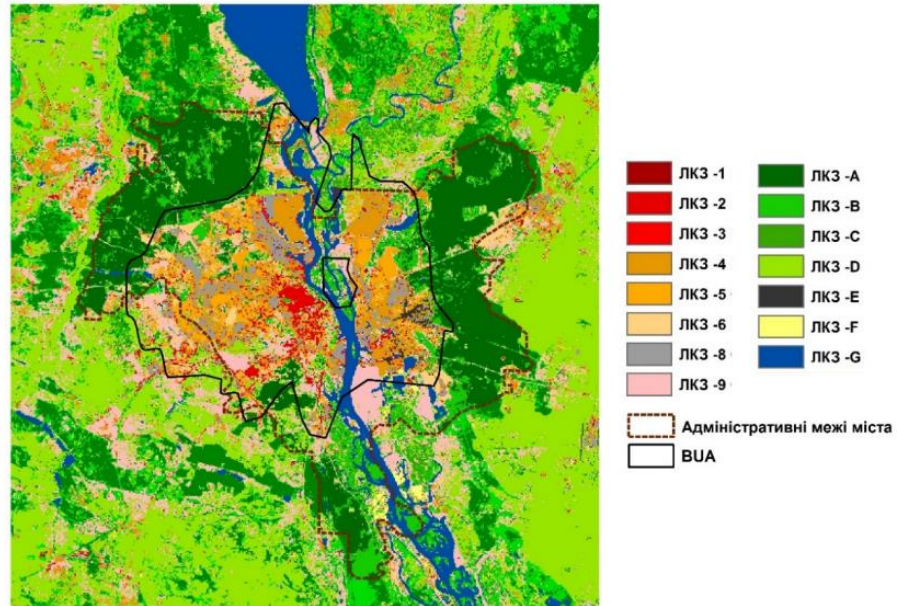 ЛКЗ -1
ЛКЗ -2
ЛКЗ -3
ЛКЗ -4
ЛКЗ -5
ЛКЗ -6
ЛКЗ -8
ЛКЗ -9
ЛКЗ -A
ЛКЗ -B
ЛКЗ -C
ЛКЗ -D
ЛКЗ -E
ЛКЗ -F
ЛКЗ -G
Адміністративні межі міста
BUA